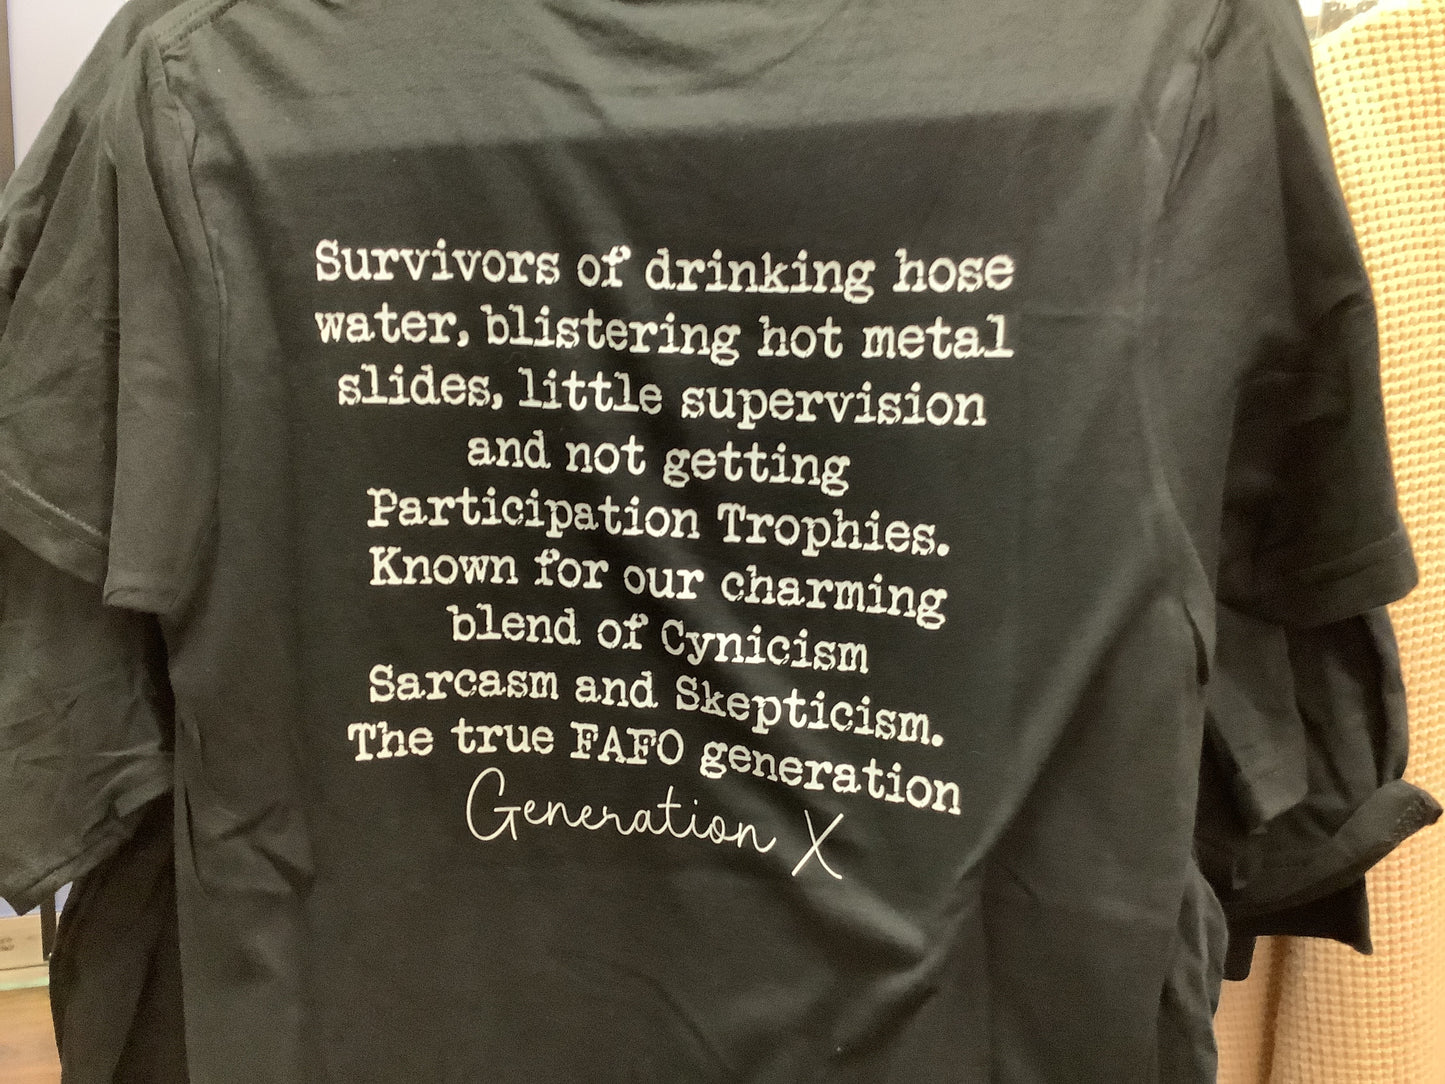 Survivors of drinking hose
water, blistering hot metal
slides, little supervision
and not getting
Participation Trophies.
Known for our charming
blend of Cynicism
Sarcasm and Skepticism.
The true FAFO generation
Generation X